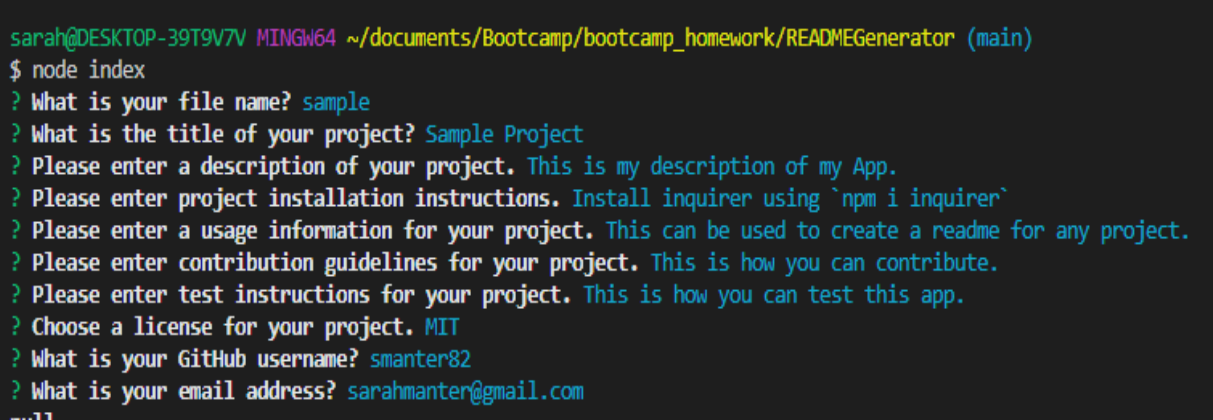 sarah@DESKTOP-39T9V7V MINGW64 ~/documents/Bootcamp/bootcamp_homework/READMEGenerator (main)
$ node index
? What is your file name? sample
? What is the title of your project? Sample Project
? Please enter a description of your project. This is my description of my App.
? Please enter project installation instructions. Install inquirer using `npm i inquirer`
? Please enter a usage information for your project. This can be used to create a readme for any project.
? Please enter contribution guidelines for your project. This is how you can contribute.
? Please enter test instructions for your project. This is how you can test this app.
? Choose a license for your project. MIT
? What is your GitHub username? smanter82
? What is your email address? sarahmanter@gmail.com
null